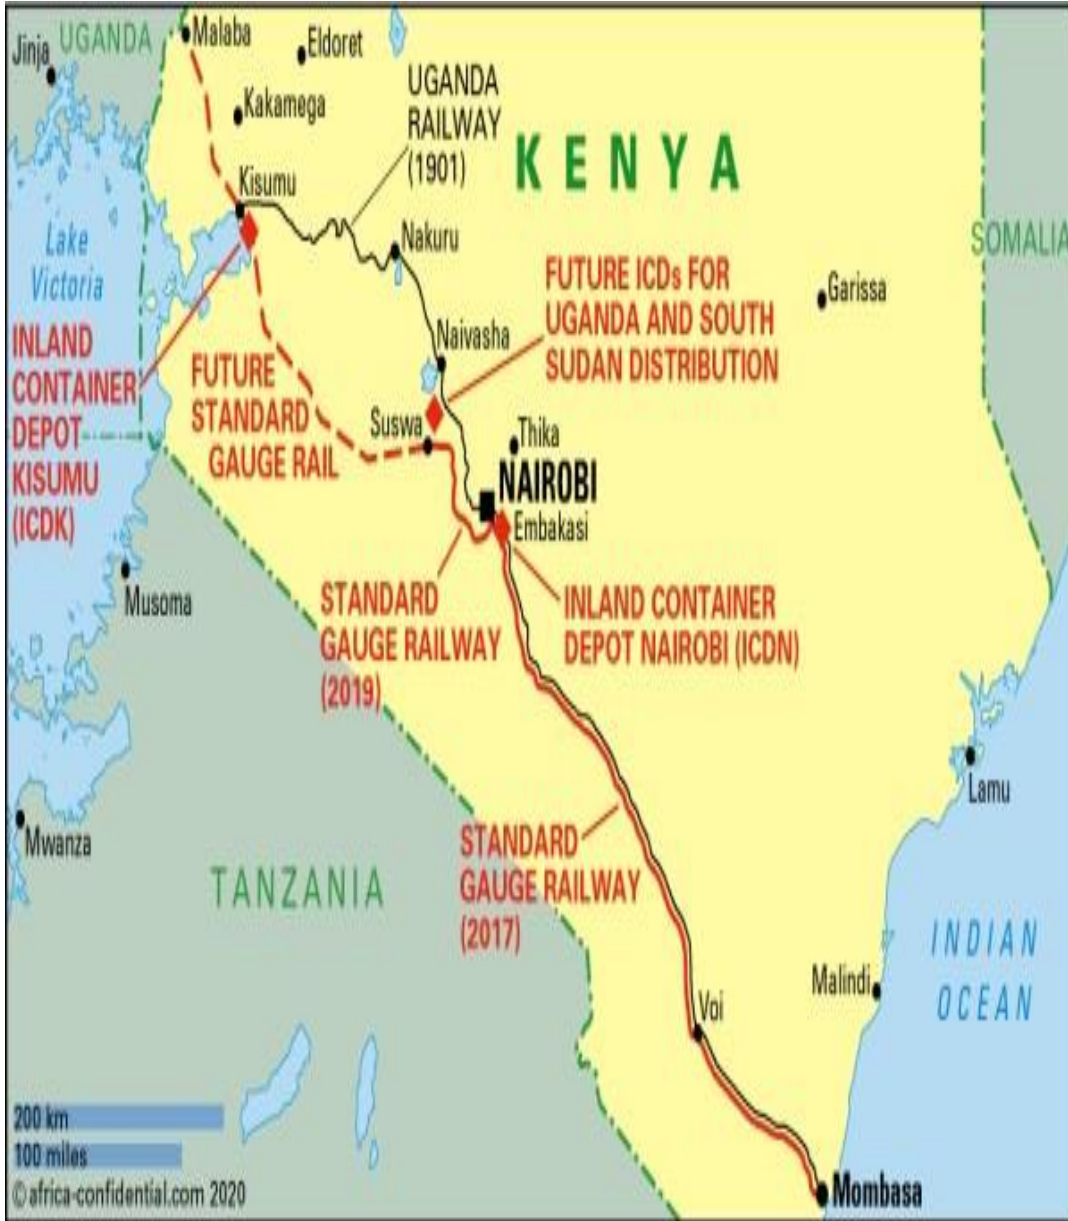 Malaba
UGANDA
Jinja
Eldoret
Kakamega
UGANDA
RAILWAY
(1901)
KENYA
Kisumu
Lake
Victoria
Nakuru
SOMALIA
FUTURE ICDs FOR
UGANDA AND SOUTH
SUDAN DISTRIBUTION
Garissa
INLAND
CONTAINER
DEPOT
KISUMU
(ICDK)
FUTURE
STANDARD
GAUGE RAIL
Naivasha
Suswa
Thika
NAIROBI
Embakasi
Musoma
STANDARD
GAUGE RAILWAY
(2019)
INLAND CONTAINER
DEPOT NAIROBI (ICDN)
Lamu
Mwanza
TANZANIA
STANDARD
GAUGE RAILWAY
(2017)
INDIAN
OCEAN
Malindi
Voi
200 km
100 miles
© africa-confidential.com 2020
Mombasa